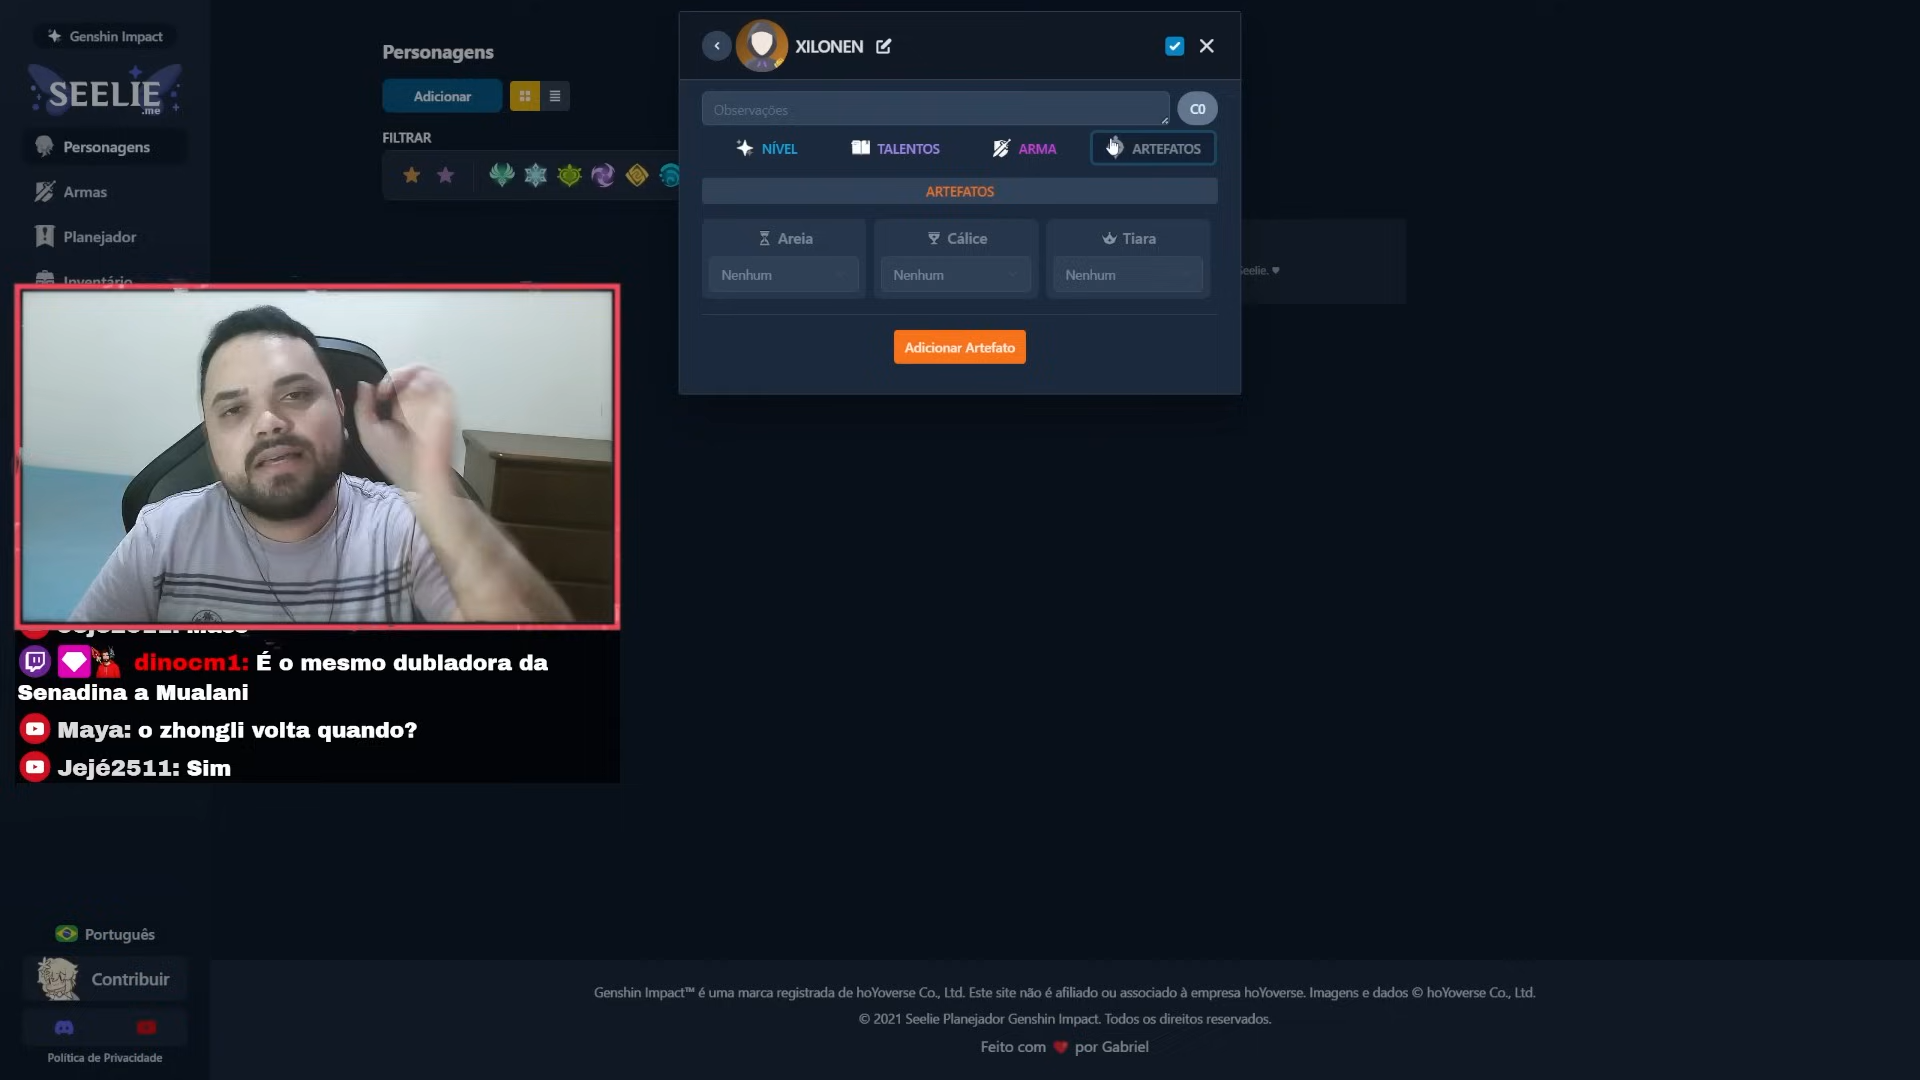 Genshin Impact
SEELIE
.me
Personagens
Armas
Planejador
Inventário
Personagens
Adicionar
FILTRAR
XILONEN
Observações
C0
NÍVEL
TALENTOS
ARMA
ARTEFATOS
ARTEFATOS
Areia
Cálice
Tiara
Nenhum
Nenhum
Nenhum
Adicionar Artefato
Seelie. ♥
dinocm1: É o mesmo dubladora da
Senadina a Mualani
Maya: o zhongli volta quando?
Jejé2511: Sim
Português
Contribuir
Política de Privacidade
Genshin Impact™ é uma marca registrada de hoYoverse Co., Ltd. Este site não é afiliado ou associado à empresa hoYoverse. Imagens e dados © hoYoverse Co., Ltd.
© 2021 Seelie Planejador Genshin Impact. Todos os direitos reservados.
Feito com ♥ por Gabriel